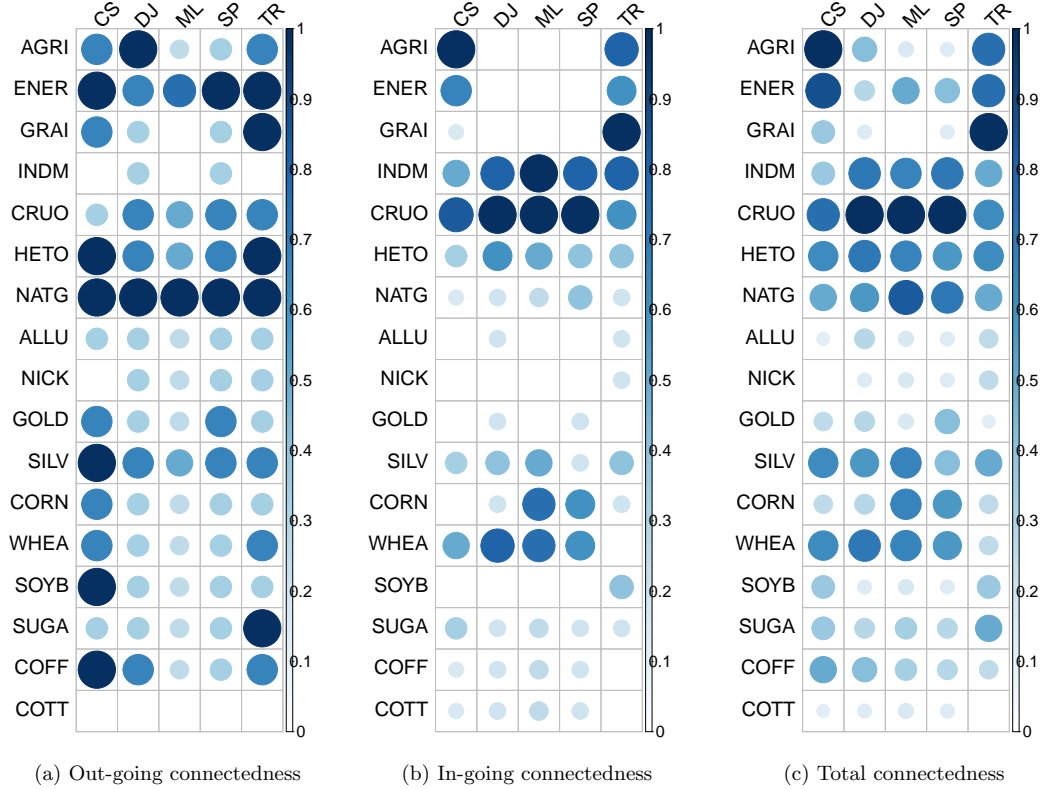 CS DJ ML SP TR
AGRI
ENER
GRAI
INDM
CRUO
HETO
NATG
ALLU
NICK
GOLD
SILV
CORN
WHEA
SOYB
SUGA
COFF
COTT
1
0.9
0.8
0.7
0.6
0.5
0.4
0.3
0.2
0.1
0
(a) Out-going connectedness
CS DJ ML SP TR
AGRI
ENER
GRAI
INDM
CRUO
HETO
NATG
ALLU
NICK
GOLD
SILV
CORN
WHEA
SOYB
SUGA
COFF
COTT
1
0.9
0.8
0.7
0.6
0.5
0.4
0.3
0.2
0.1
0
(b) In-going connectedness
CS DJ ML SP TR
AGRI
ENER
GRAI
INDM
CRUO
HETO
NATG
ALLU
NICK
GOLD
SILV
CORN
WHEA
SOYB
SUGA
COFF
COTT
1
0.9
0.8
0.7
0.6
0.5
0.4
0.3
0.2
0.1
0
(c) Total connectedness